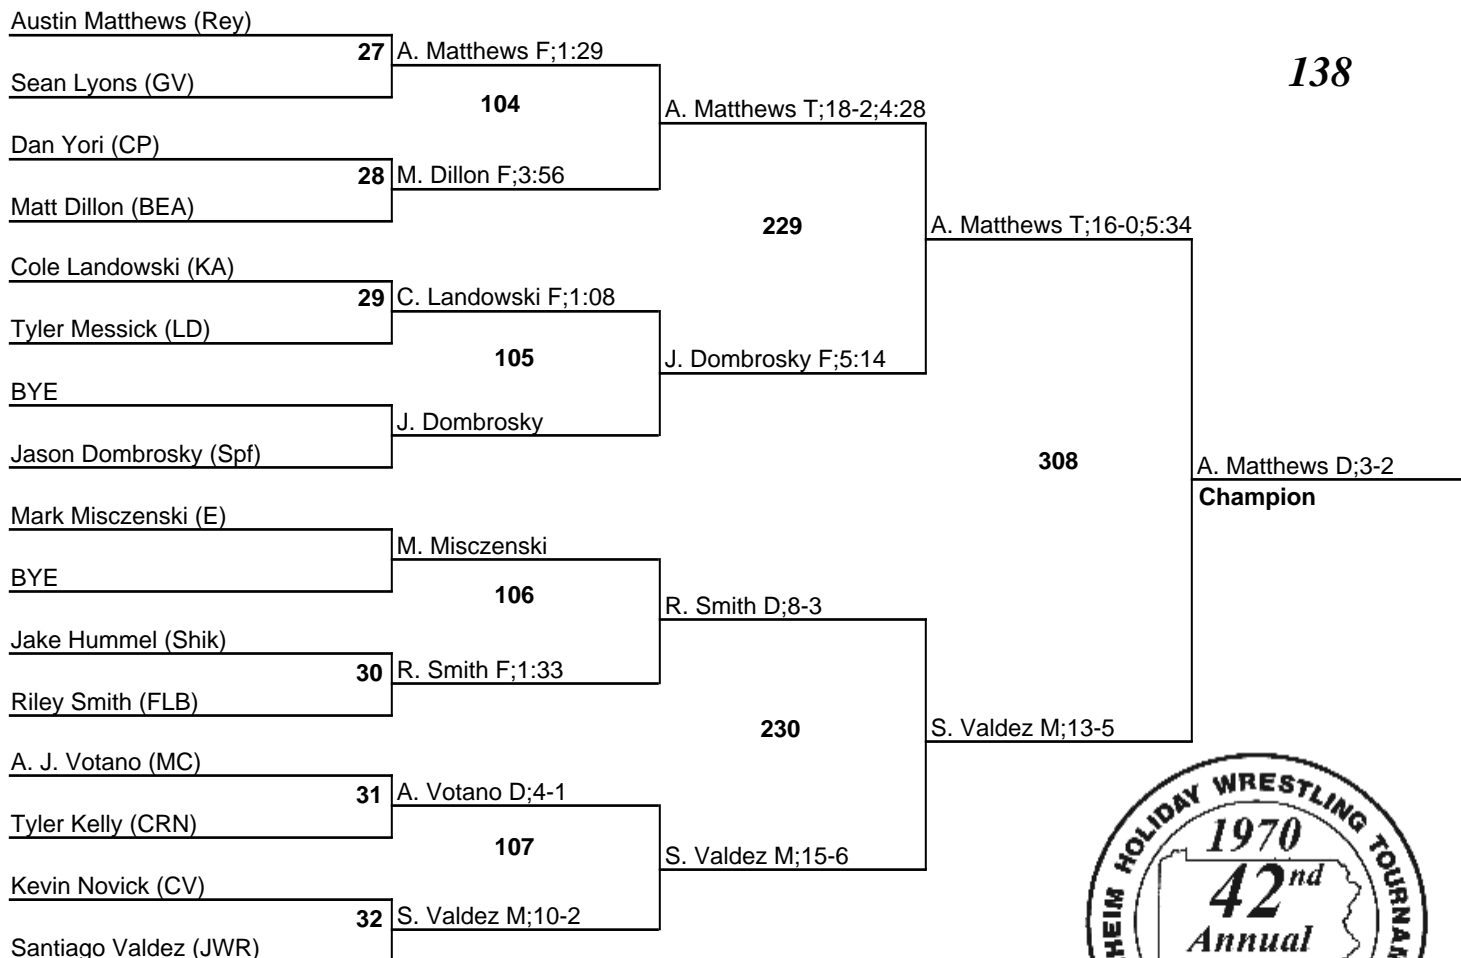 Austin Matthews (Rey)
27 A. Matthews F;1:29
Sean Lyons (GV)
138
104
A. Matthews T;18-2;4:28
Dan Yori (CP)
28 M. Dillon F;3:56
Matt Dillon (BEA)
229
A. Matthews T;16-0;5:34
Cole Landowski (KA)
29 C. Landowski F;1:08
Tyler Messick (LD)
105
J. Dombrosky F;5:14
BYE
J. Dombrosky
Jason Dombrosky (Spf)
308
A. Matthews D;3-2
Champion
Mark Misczenski (E)
M. Misczenski
BYE
106
R. Smith D;8-3
Jake Hummel (Shik)
30 R. Smith F;1:33
Riley Smith (FLB)
230
S. Valdez M;13-5
A. J. Votano (MC)
31 A. Votano D;4-1
Tyler Kelly (CRN)
107
S. Valdez M;15-6
Kevin Novick (CV)
32 S. Valdez M;10-2
Santiago Valdez (JWR)
HEIM HOLIDAY WRESTLING TOURNAM
1970
42nd
Annual